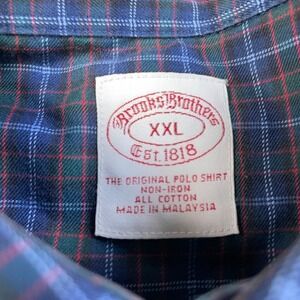 Brooks Brothers
XXL
Est. 1818
THE ORIGINAL POLO SHIRT
NON-IRON
ALL COTTON
MADE IN MALAYSIA